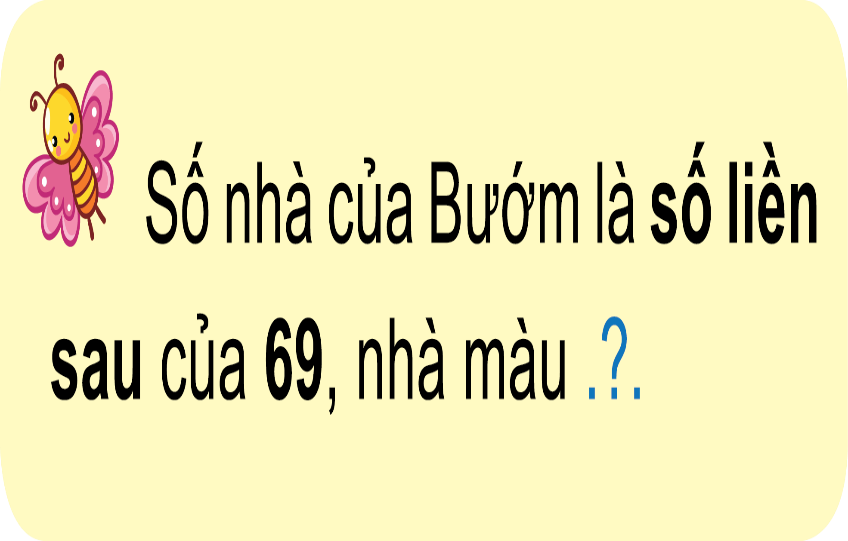 Số nhà của Bướm là số liền
sau của 69, nhà màu .?.